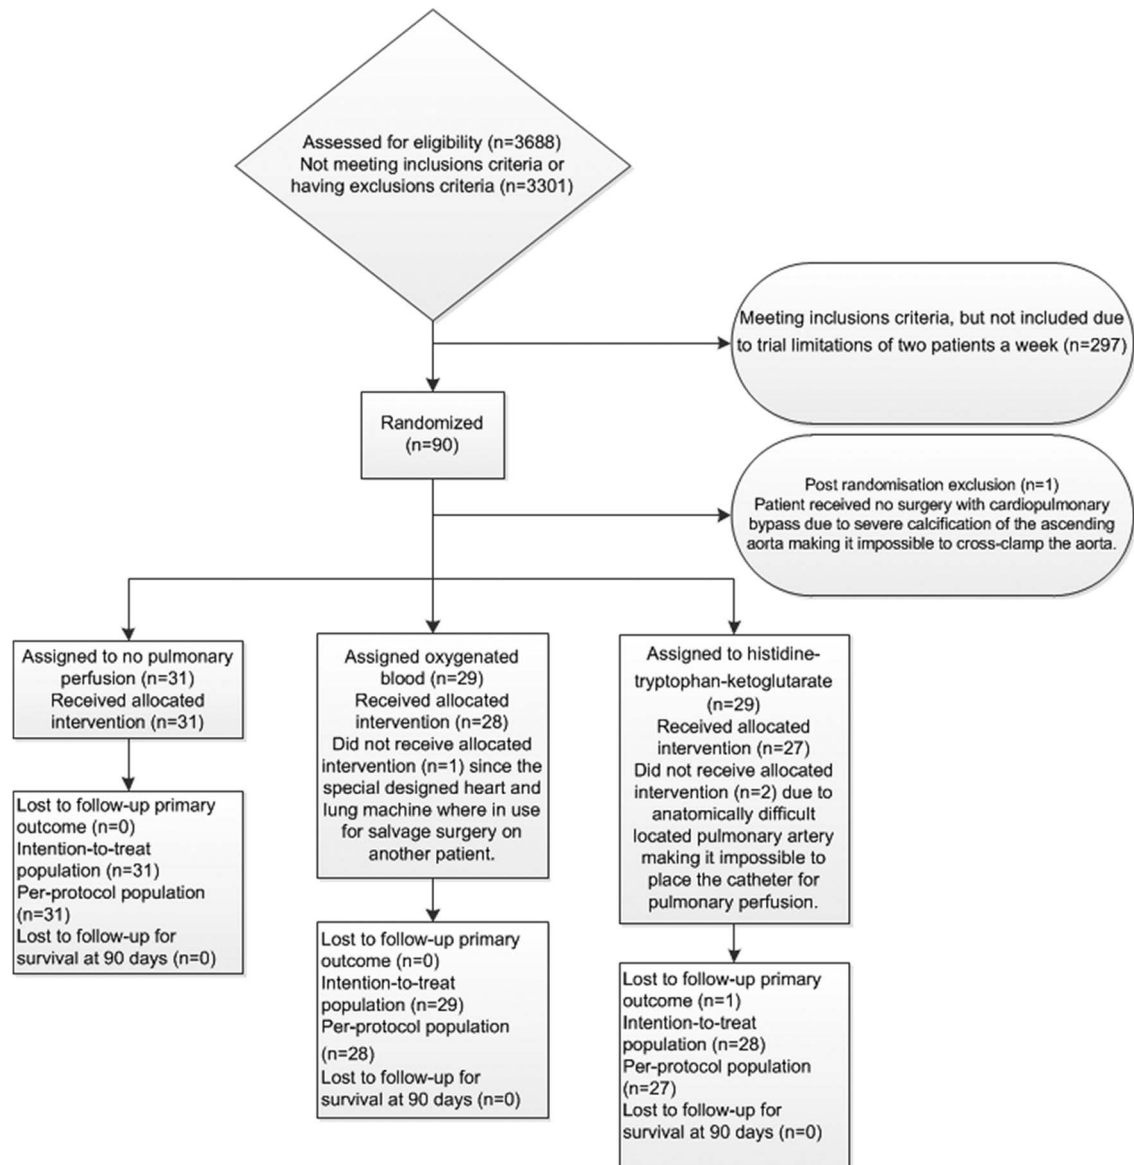 Assessed for eligibility (n=3688)
Not meeting inclusions criteria or
having exclusions criteria (n=3301)
Meeting inclusions criteria, but not included due
to trial limitations of two patients a week (n=297)
Randomized
(n=90)
Post randomisation exclusion (n=1)
Patient received no surgery with cardiopulmonary
bypass due to severe calcification of the ascending
aorta making it impossible to cross-clamp the aorta.
Assigned to no pulmonary
perfusion (n=31)
Received allocated
intervention (n=31)
Lost to follow-up primary
outcome (n=0)
Intention-to-treat
population (n=31)
Per-protocol population
(n=31)
Lost to follow-up for
survival at 90 days (n=0)
Assigned oxygenated
blood (n=29)
Received allocated
intervention (n=28)
Did not receive allocated
intervention (n=1) since the
special designed heart and
lung machine where in use
for salvage surgery on
another patient.
Lost to follow-up primary
outcome (n=0)
Intention-to-treat
population (n=29)
Per-protocol population
(n=28)
Lost to follow-up for
survival at 90 days (n=0)
Assigned to histidine-
tryptophan-ketoglutarate
(n=29)
Received allocated
intervention (n=27)
Did not receive allocated
intervention (n=2) due to
anatomically difficult
located pulmonary artery
making it impossible to
place the catheter for
pulmonary perfusion.
Lost to follow-up primary
outcome (n=1)
Intention-to-treat
population (n=28)
Per-protocol population
(n=27)
Lost to follow-up for
survival at 90 days (n=0)